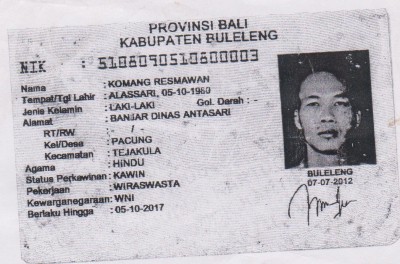 PROVINSI BALI
KABUPATEN BULELENG
NIK : 5108090510800003
Nama : KOMANG RESMAWAN
Tempat/Tgl Lahir : ALASSARI, 05-10-1980
Jenis Kelamin : LAKI-LAKI Gol. Darah : -
Alamat : BANJAR DINAS ANTASARI
RT/RW : - / -
Kel/Desa : PACUNG
Kecamatan : TEJAKULA
Agama : HINDU
Status Perkawinan : KAWIN
Pekerjaan : WIRASWASTA
Kewarganegaraan : WNI
Berlaku Hingga : 05-10-2017
BULELENG
07-07-2012